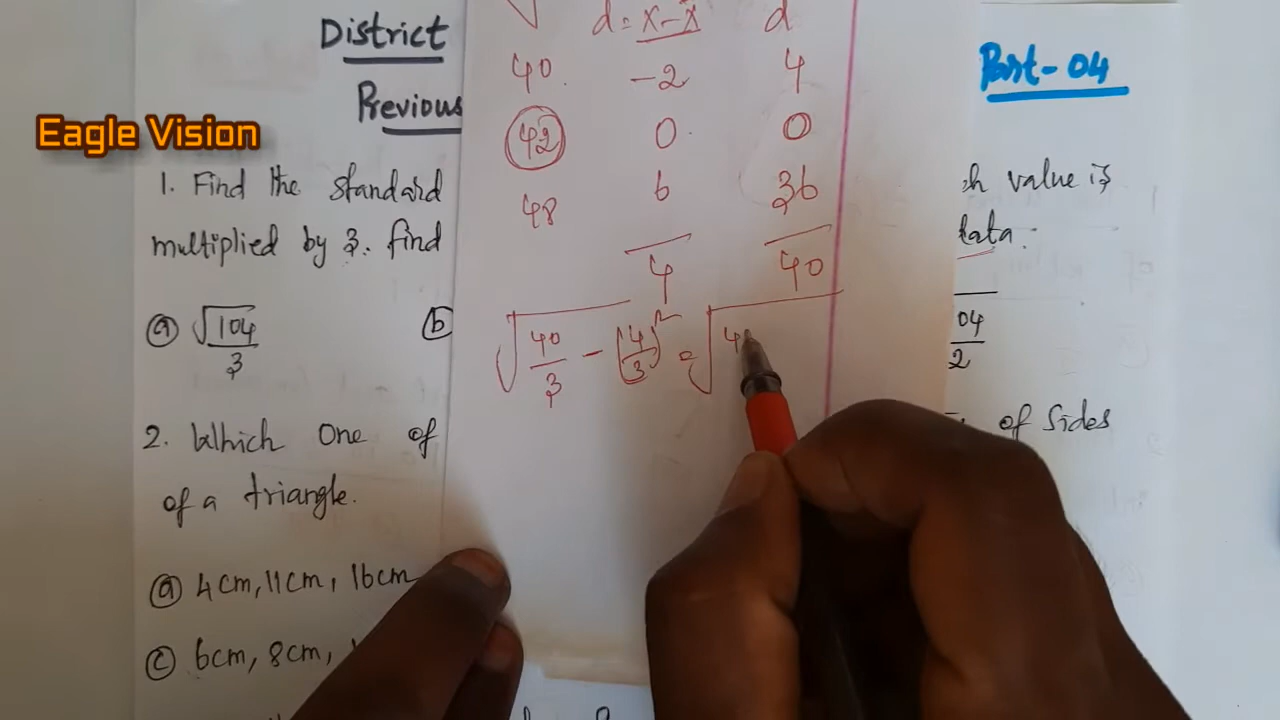 District
Previous
Part-04
Eagle Vision
d = x - x̄ d
40 -2 4
42 0 0
48 6 36
4 40
√40/3 - (4/3)² = √4
1. Find the standard
value is
multiplied by 3. find
data:
ⓐ √104/3 ⓑ
04/2
2. Which One of
of Sides
of a triangle.
ⓐ 4cm, 11cm, 16cm
ⓒ 6cm, 8cm,